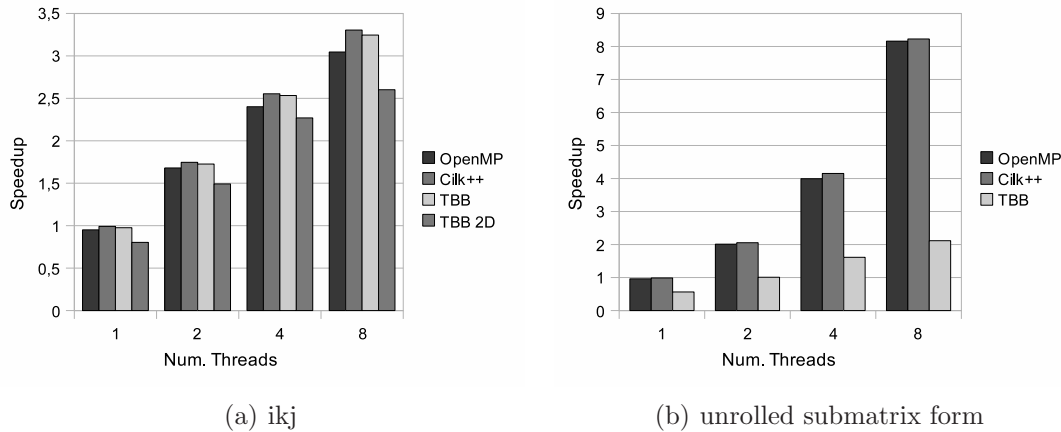 3,5
3
2,5
2
1,5
1
0,5
0
Speedup
1 2 4 8
Num. Threads
OpenMP
Cilk++
TBB
TBB 2D
(a) ikj
9
8
7
6
5
4
3
2
1
0
Speedup
1 2 4 8
Num. Threads
OpenMP
Cilk++
TBB
(b) unrolled submatrix form